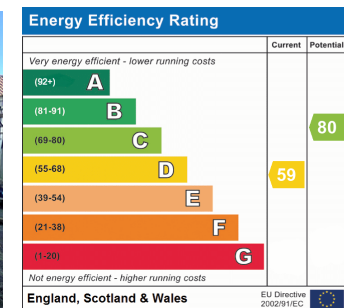 Energy Efficiency Rating
Current Potential
Very energy efficient - lower running costs
(92+) A
(81-91) B
(69-80) C
80
(55-68) D
59
(39-54) E
(21-38) F
(1-20) G
Not energy efficient - higher running costs
England, Scotland & Wales
EU Directive
2002/91/EC